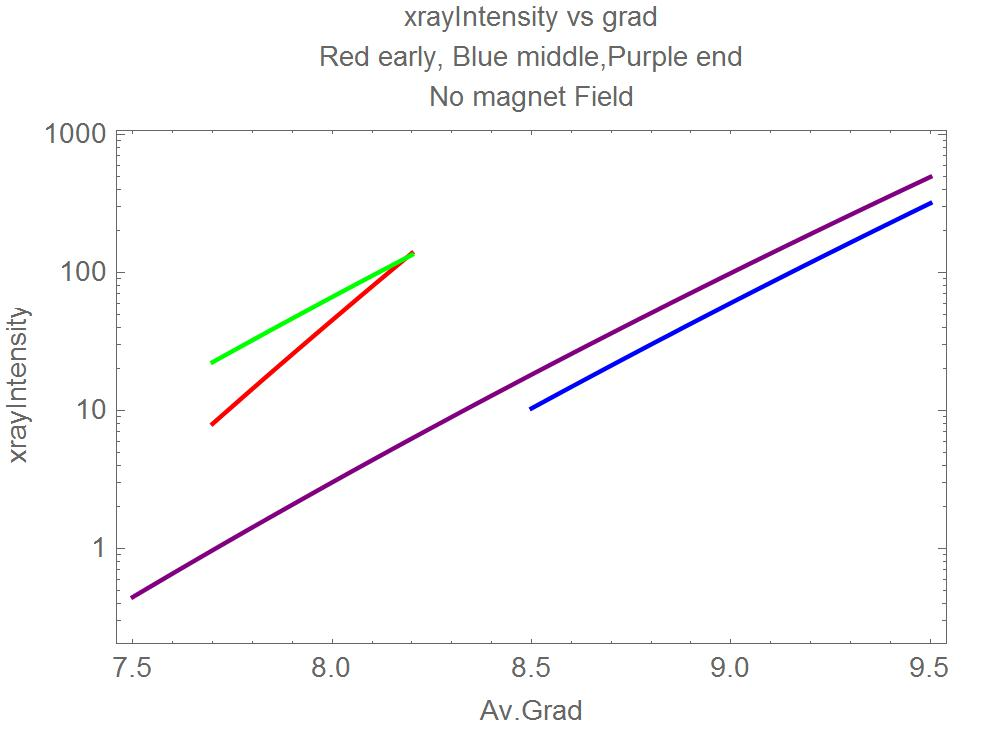 xrayIntensity vs grad
Red early, Blue middle,Purple end
No magnet Field
1000
100
10
1
xrayIntensity
7.5 8.0 8.5 9.0 9.5
Av.Grad